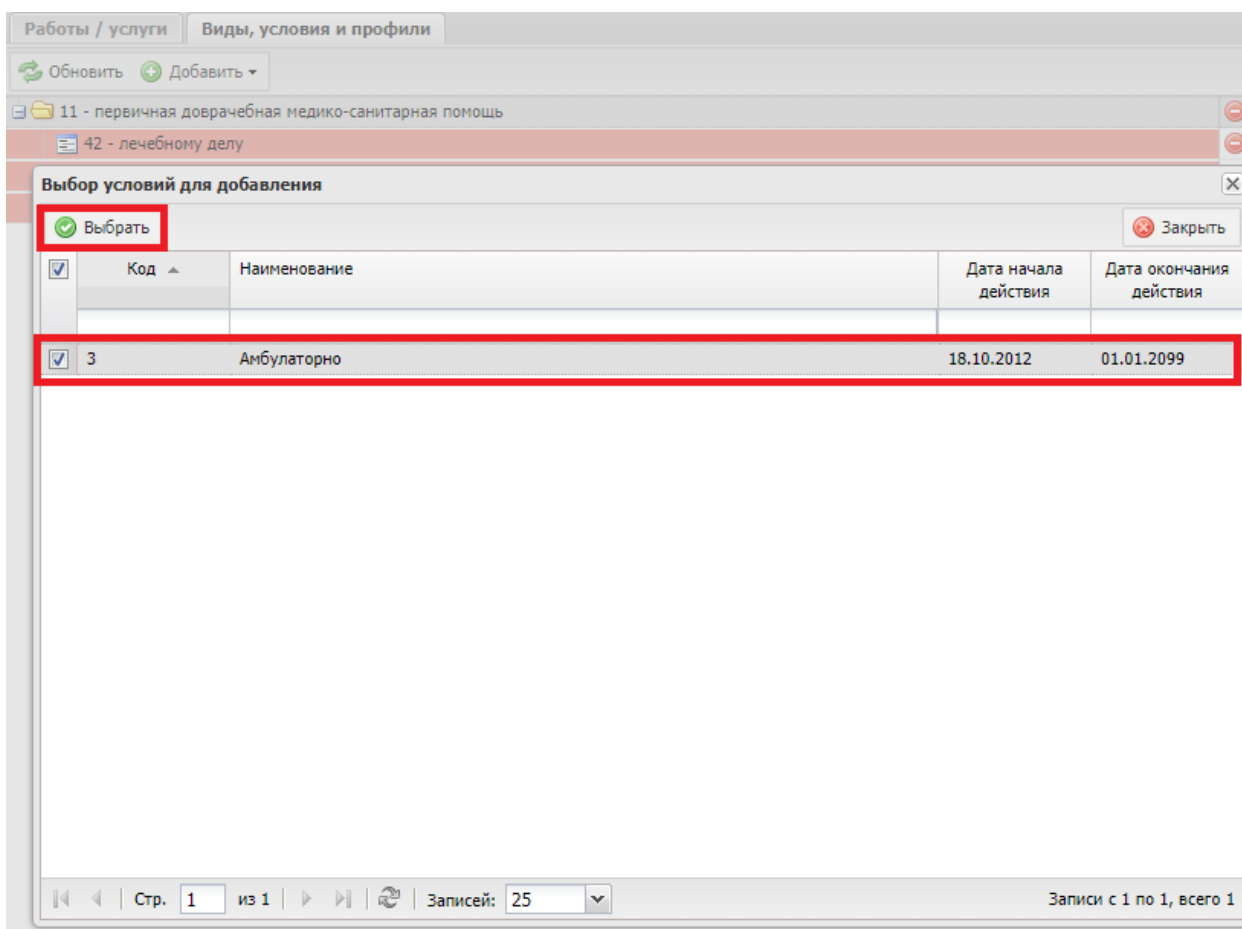 Работы / услуги Виды, условия и профили
Обновить Добавить
11 - первичная доврачебная медико-санитарная помощь
42 - лечебному делу
Выбор условий для добавления
Выбрать Закрыть
Код Наименование Дата начала действия Дата окончания действия
3 Амбулаторно 18.10.2012 01.01.2099
Стр. 1 из 1 Записей: 25 Записи с 1 по 1, всего 1